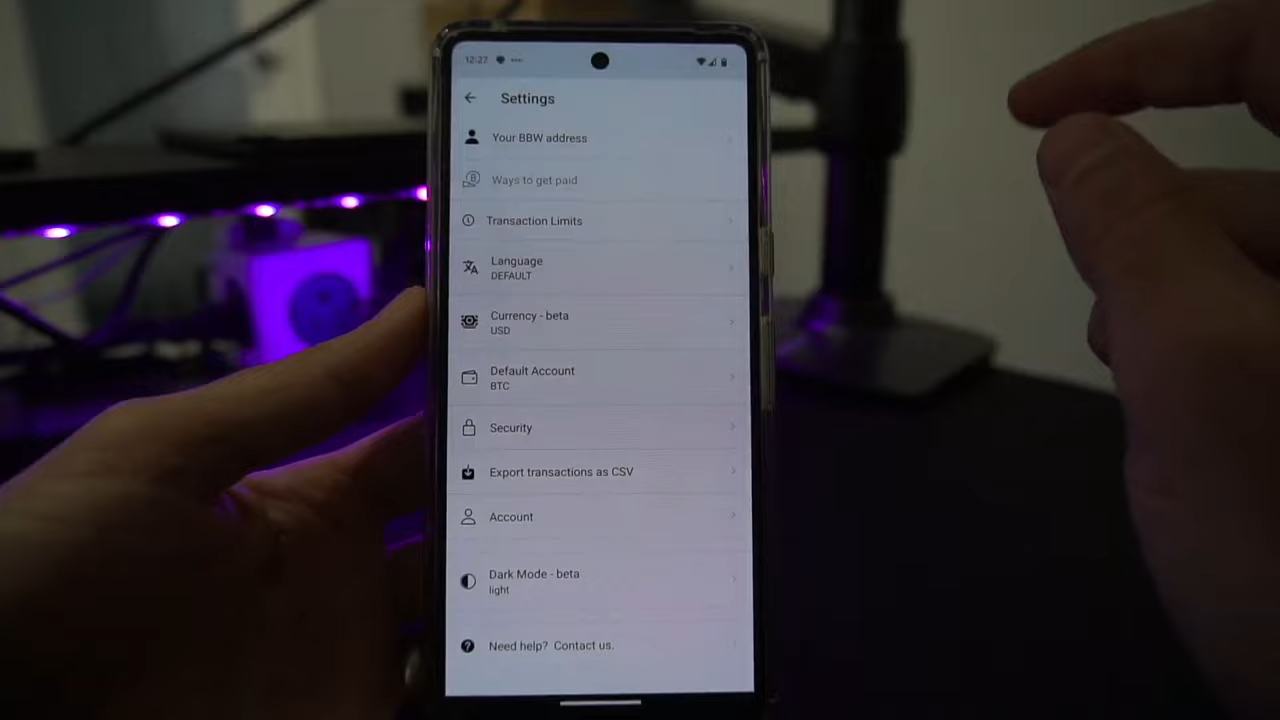 12:27
Settings
Your BBW address
Ways to get paid
Transaction Limits
Language
DEFAULT
Currency - beta
USD
Default Account
BTC
Security
Export transactions as CSV
Account
Dark Mode - beta
light
Need help? Contact us.